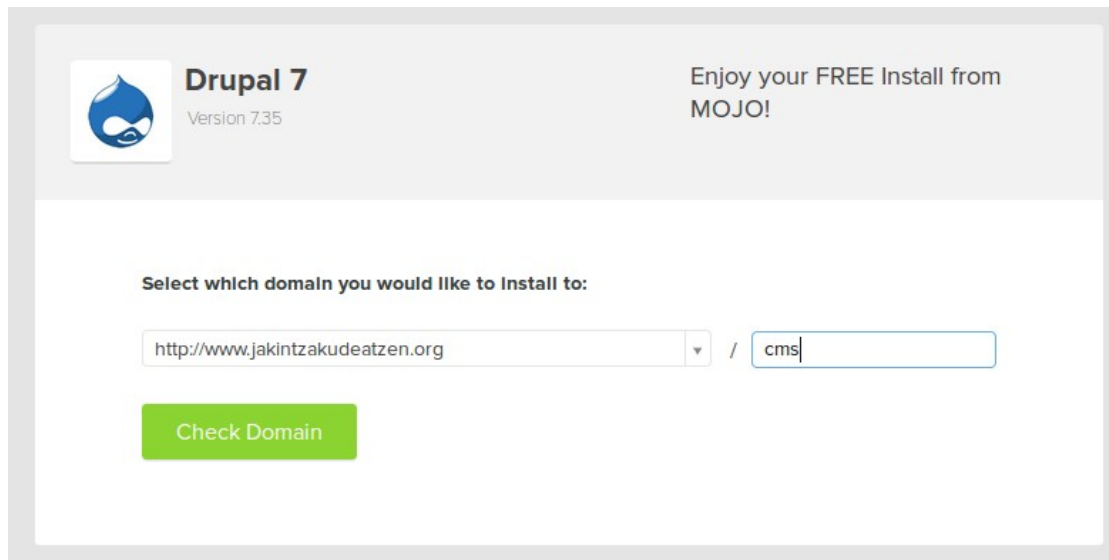 Drupal 7
Version 7.35
Enjoy your FREE Install from
MOJO!
Select which domain you would like to install to:
http://www.jakintzakudeatzen.org / cms
Check Domain